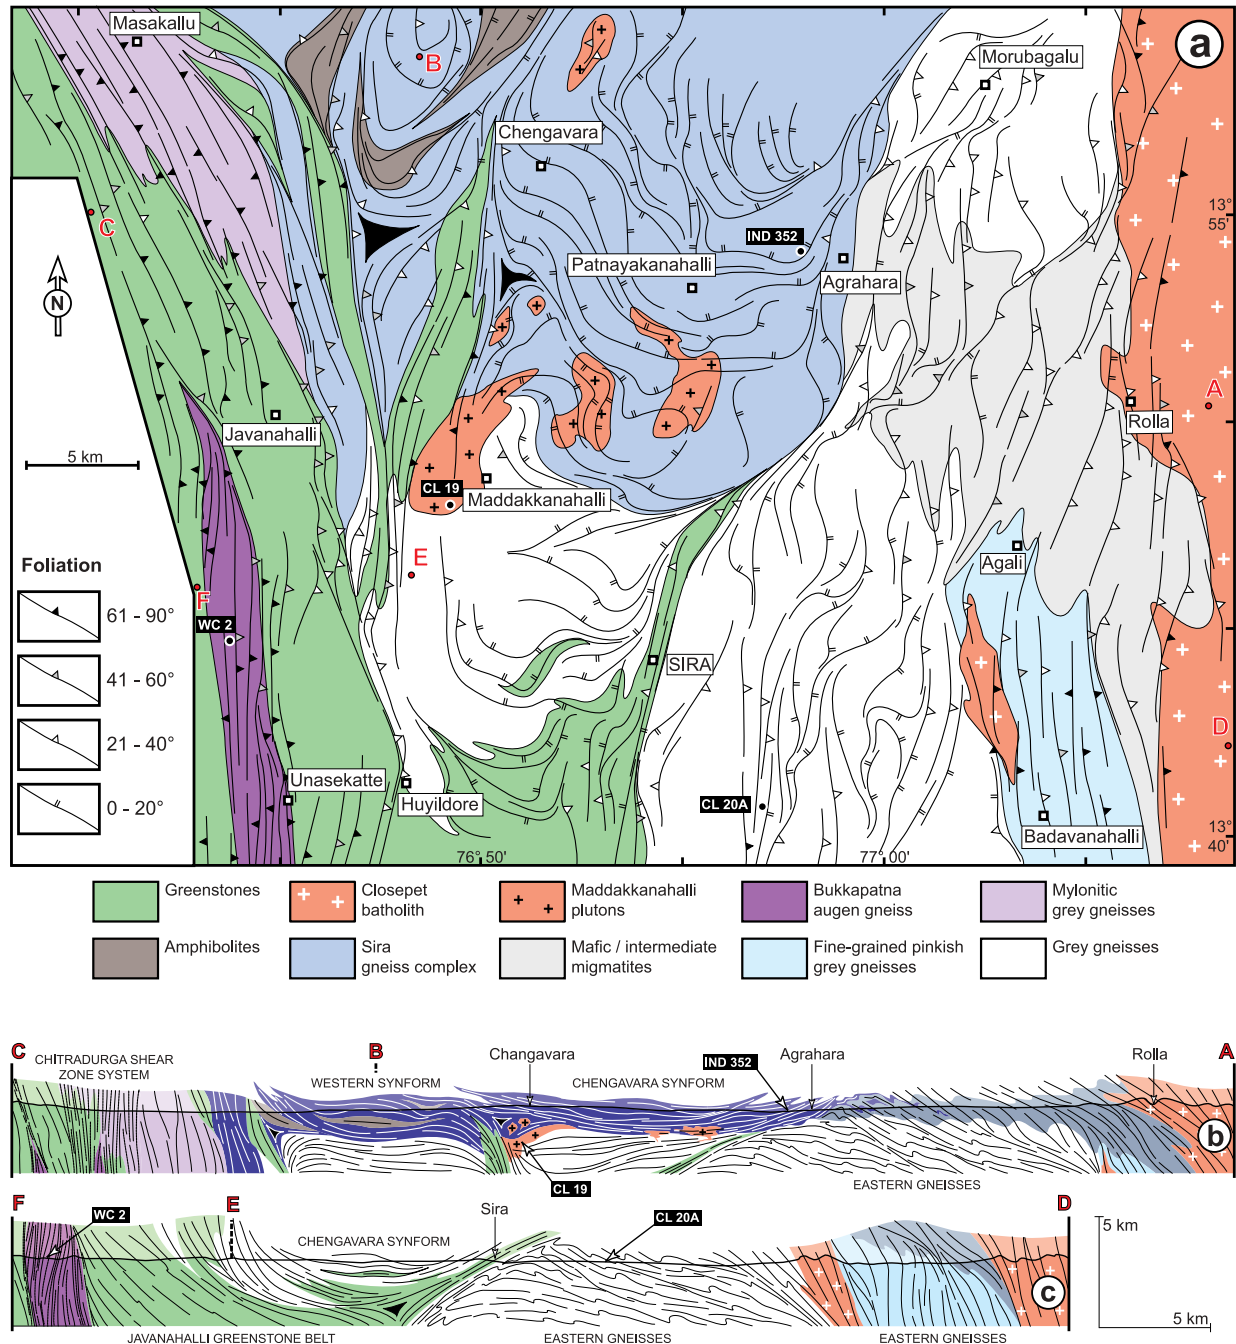 a
Masakallu
B
Morubagalu
Chengavara
C
13°
55'
IND 352
Patnayakanahalli
Agrahara
N
A
Javanahalli
Rolla
5 km
CL 19
Maddakkanahalli
E
Agali
Foliation
F
61 - 90°
WC 2
41 - 60°
SIRA
21 - 40°
D
Unasekatte
Huyildore
0 - 20°
CL 20A
Badavanahalli
13°
40'
76° 50'
77° 00'
Greenstones
Closepet
batholith
Maddakkanahalli
plutons
Bukkapatna
augen gneiss
Mylonitic
grey gneisses
Amphibolites
Sira
gneiss complex
Mafic / intermediate
migmatites
Fine-grained pinkish
grey gneisses
Grey gneisses
C
CHITRADURGA SHEAR
ZONE SYSTEM
B
WESTERN SYNFORM
Changavara
CHENGAVARA SYNFORM
IND 352
Agrahara
Rolla
A
b
CL 19
EASTERN GNEISSES
F
WC 2
E
CHENGAVARA SYNFORM
Sira
CL 20A
D
5 km
c
5 km
JAVANAHALLI GREENSTONE BELT
EASTERN GNEISSES
EASTERN GNEISSES